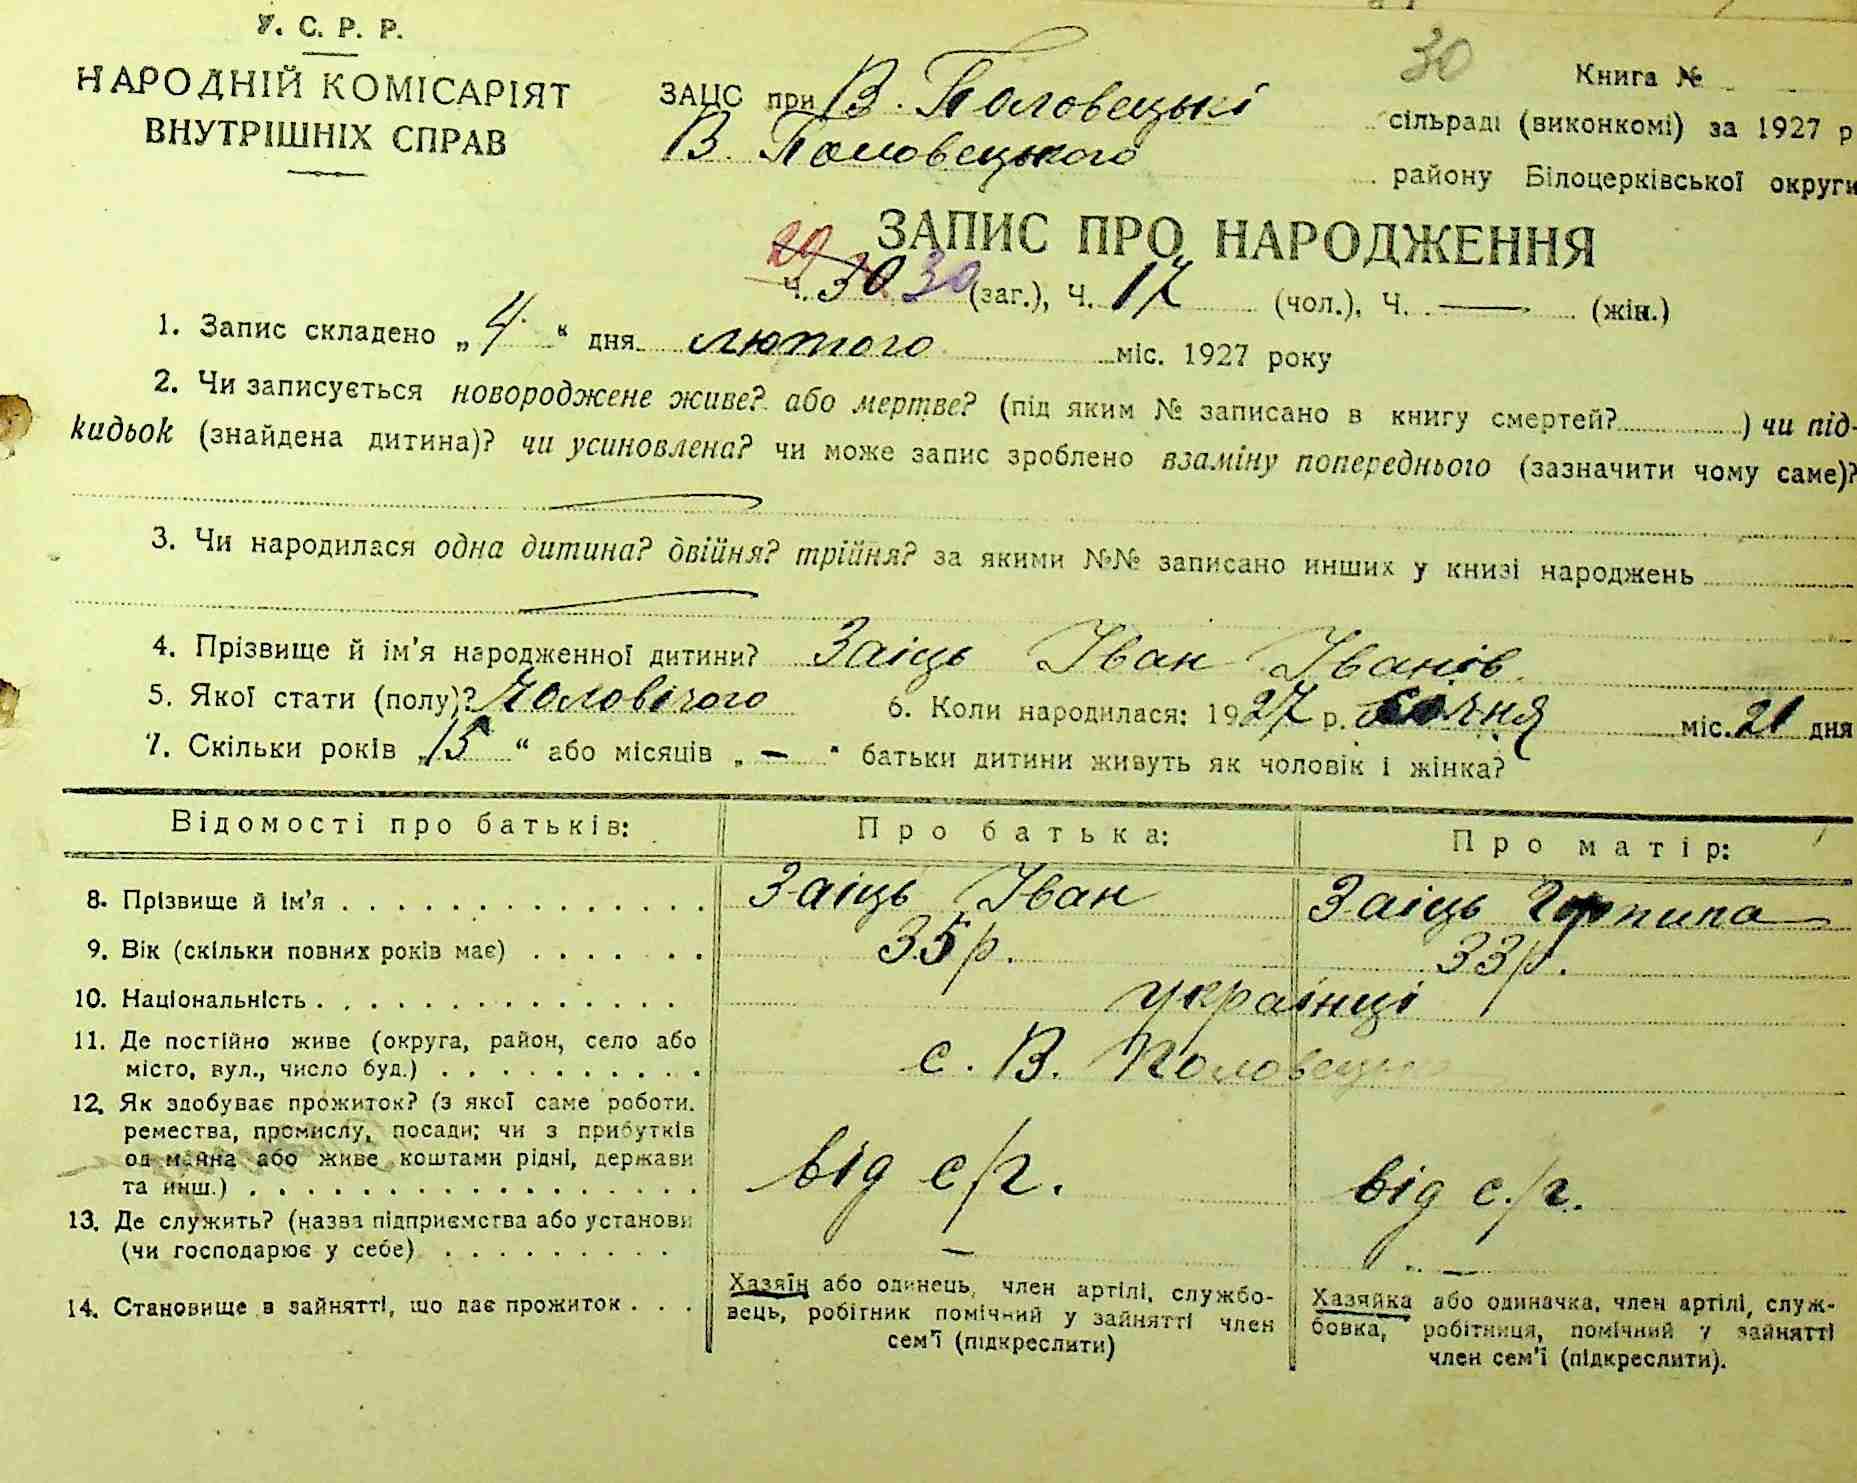 У. С. Р. Р.
НАРОДНІЙ КОМІСАРІЯТ
ВНУТРІШНІХ СПРАВ
30
Книга №
ЗАЦС при В. Половецькі сільраді (виконкомі) за 1927 р
В. Половецького району Білоцерківської округи
ЗАПИС ПРО НАРОДЖЕННЯ
29
Ч. 30 30 (заг.), Ч. 17 (чол.), Ч. — (жін.)
1. Запис складено „4“ дня лютого міс. 1927 року
2. Чи записується новороджене живе? або мертве? (під яким № записано в книгу смертей?) чи під-
кидьок (знайдена дитина)? чи усиновлена? чи може запис зроблено взаміну попереднього (зазначити чому саме)?
3. Чи народилася одна дитина? двійня? трійня? за якими №№ записано инших у книзі народжень
4. Прізвище й ім'я народженної дитини? Заіць Іван Іванів.
5. Якої стати (полу)? Чоловічого 6. Коли народилася: 1927 р. січня міс. 21 дня
7. Скільки років „15“ або місяців „—“ батьки дитини живуть як чоловік і жінка?
Відомості про батьків: Про батька: Про матір:
8. Прізвище й ім'я Заіць Іван Заіць Горпина
9. Вік (скільки повних років має) 35 р. 33 р.
10. Національність українці
11. Де постійно живе (округа, район, село або
місто, вул., число буд.) с. В. Половецьке
12. Як здобуває прожиток? (з якої саме роботи,
ремества, промислу, посади; чи з прибутків
од майна або живе коштами рідні, держави
та инш.) від с/г. від с./г.
13. Де служить? (назва підприємства або установи
(чи господарює у себе) — —
14. Становище в зайнятті, що дає прожиток . . .
Хазяїн або одинець, член артілі, службо-
вець, робітник помічний у зайнятті член
сем'ї (підкреслити)
Хазяйка або одиначка, член артілі, служ-
бовка, робітниця, помічний у зайнятті
член сем'ї (підкреслити).